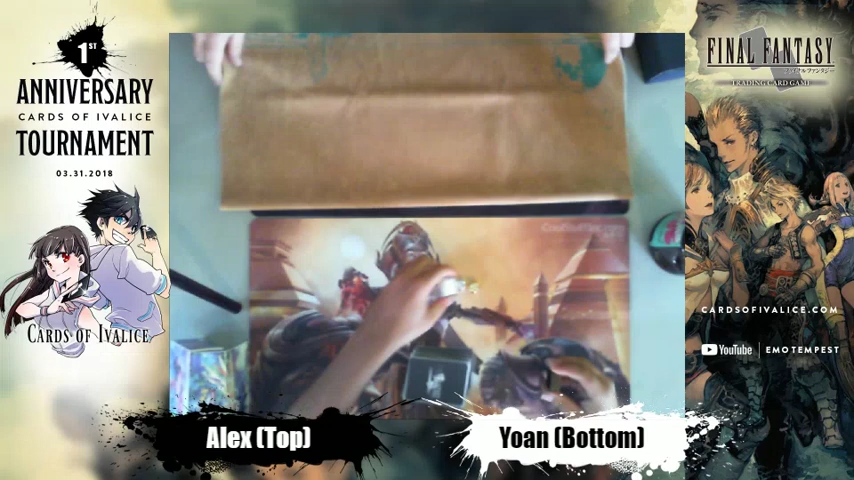 1ST
ANNIVERSARY
CARDS OF IVALICE
TOURNAMENT
03.31.2018
CARDS OF IVALICE
FINAL FANTASY
TRADING CARD GAME
CARDSOFIVALICE.COM
YouTube EMOTEMPEST
Alex (Top)
Yoan (Bottom)